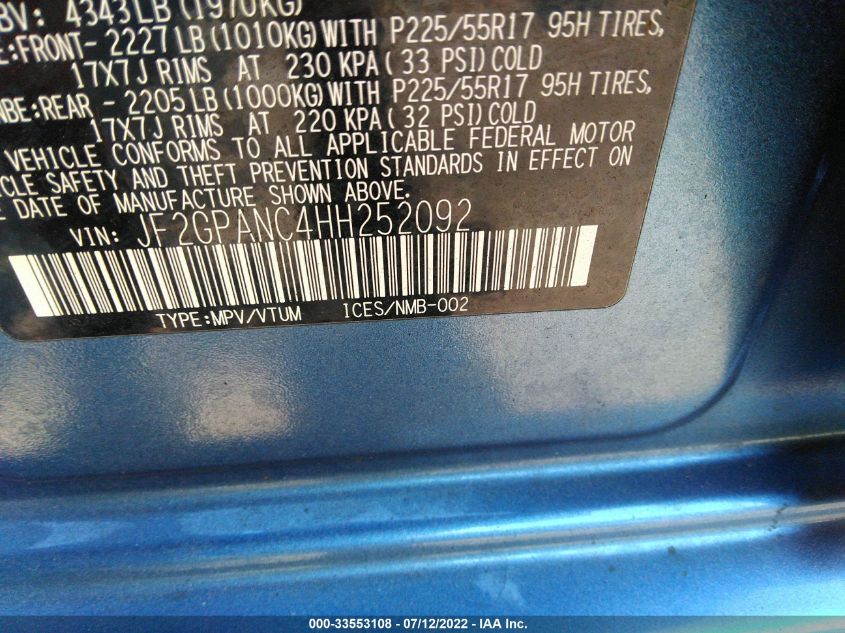 4343LB (1970KG)
FRONT- 2227 LB (1010KG) WITH P225/55R17 95H TIRES,
17X7J RIMS AT 230 KPA ( 33 PSI) COLD
REAR - 2205 LB (1000KG) WITH P225/55R17 95H TIRES,
17X7J RIMS AT 220 KPA ( 32 PSI) COLD
VEHICLE CONFORMS TO ALL APPLICABLE FEDERAL MOTOR
SAFETY AND THEFT PREVENTION STANDARDS IN EFFECT ON
DATE OF MANUFACTURE SHOWN ABOVE.
VIN: JF2GPANC4HH252092
TYPE:MPV/VTUM ICES/NMB-002
000-33553108 - 07/12/2022 - IAA Inc.